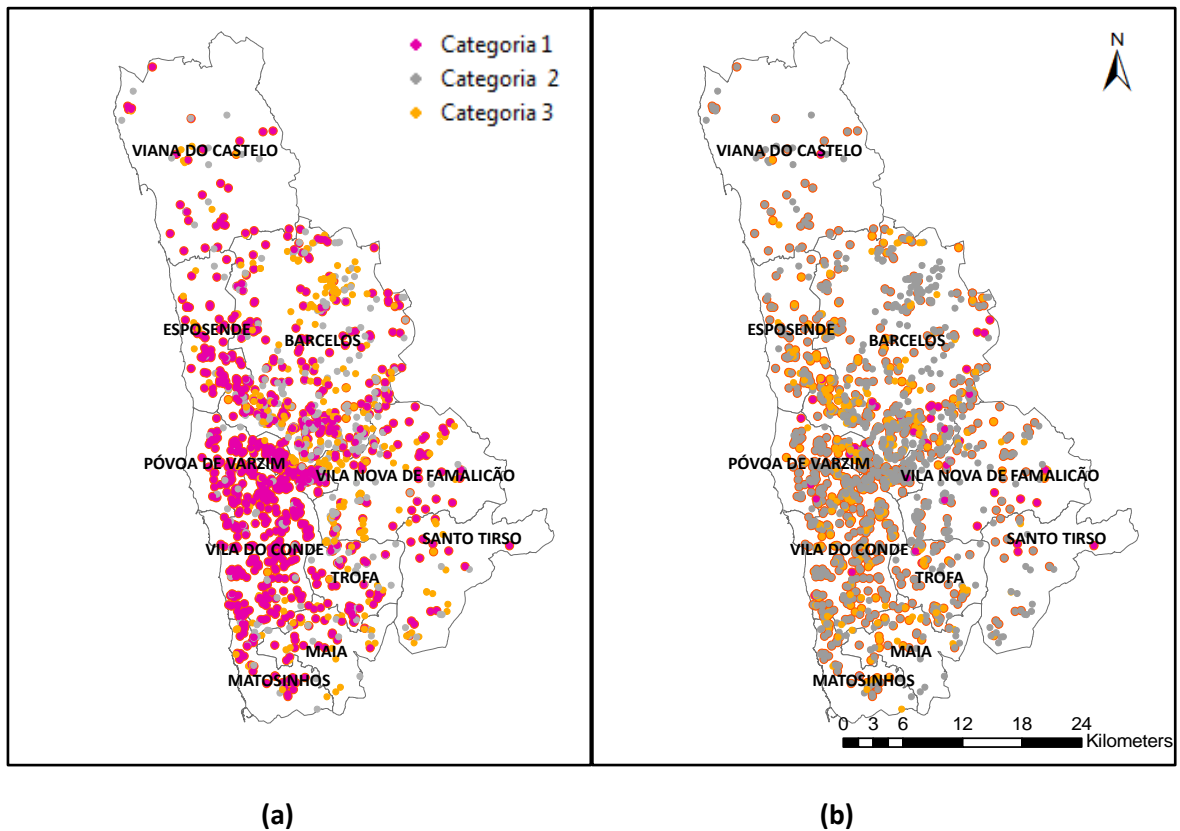 Categoria 1
Categoria 2
Categoria 3
VIANA DO CASTELO
ESPOSENDE
BARCELOS
PÓVOA DE VARZIM
VILA NOVA DE FAMALICÃO
VILA DO CONDE
SANTO TIRSO
TROFA
MAIA
MATOSINHOS
N
VIANA DO CASTELO
ESPOSENDE
BARCELOS
PÓVOA DE VARZIM
VILA NOVA DE FAMALICÃO
VILA DO CONDE
SANTO TIRSO
TROFA
MAIA
MATOSINHOS
0 3 6 12 18 24
Kilometers
(a) (b)